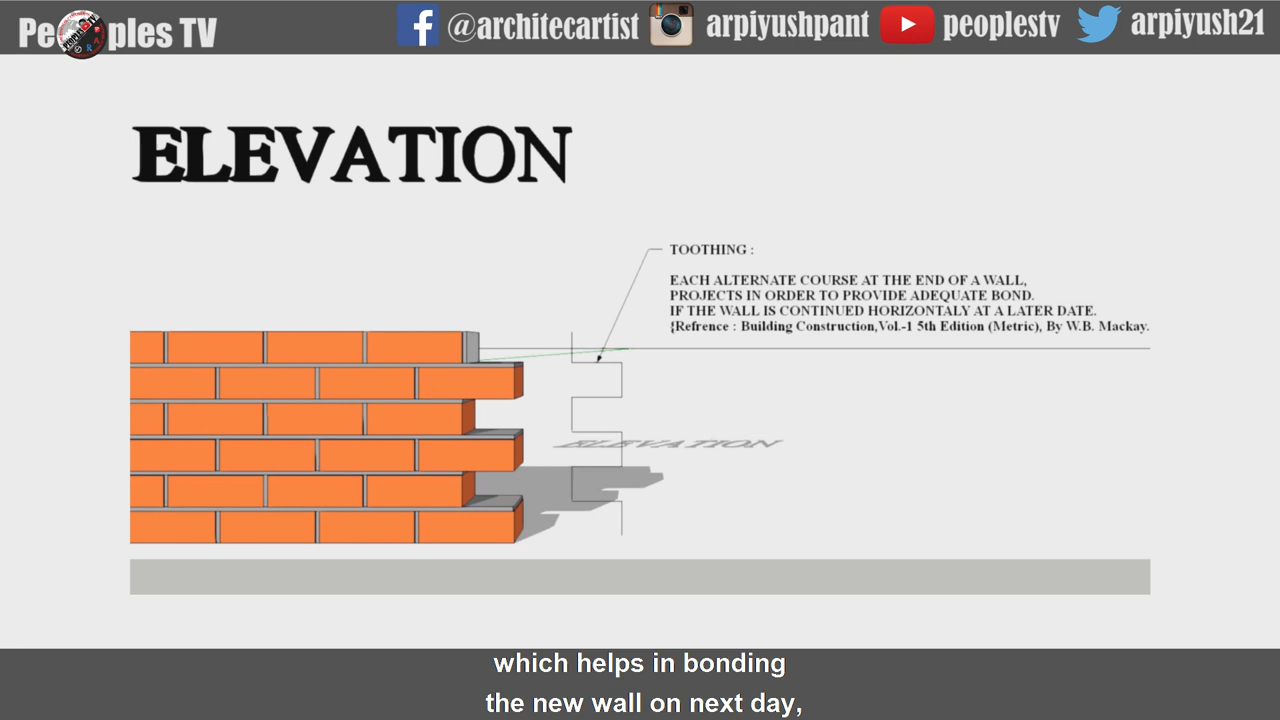 Peoples TV
@architecartist
arpiyushpant
peoplestv
arpiyush21
ELEVATION
TOOTHING :
EACH ALTERNATE COURSE AT THE END OF A WALL,
PROJECTS IN ORDER TO PROVIDE ADEQUATE BOND.
IF THE WALL IS CONTINUED HORIZONTALY AT A LATER DATE.
{Refrence : Building Construction,Vol.-1 5th Edition (Metric), By W.B. Mackay.
ELEVATION
which helps in bonding
the new wall on next day,